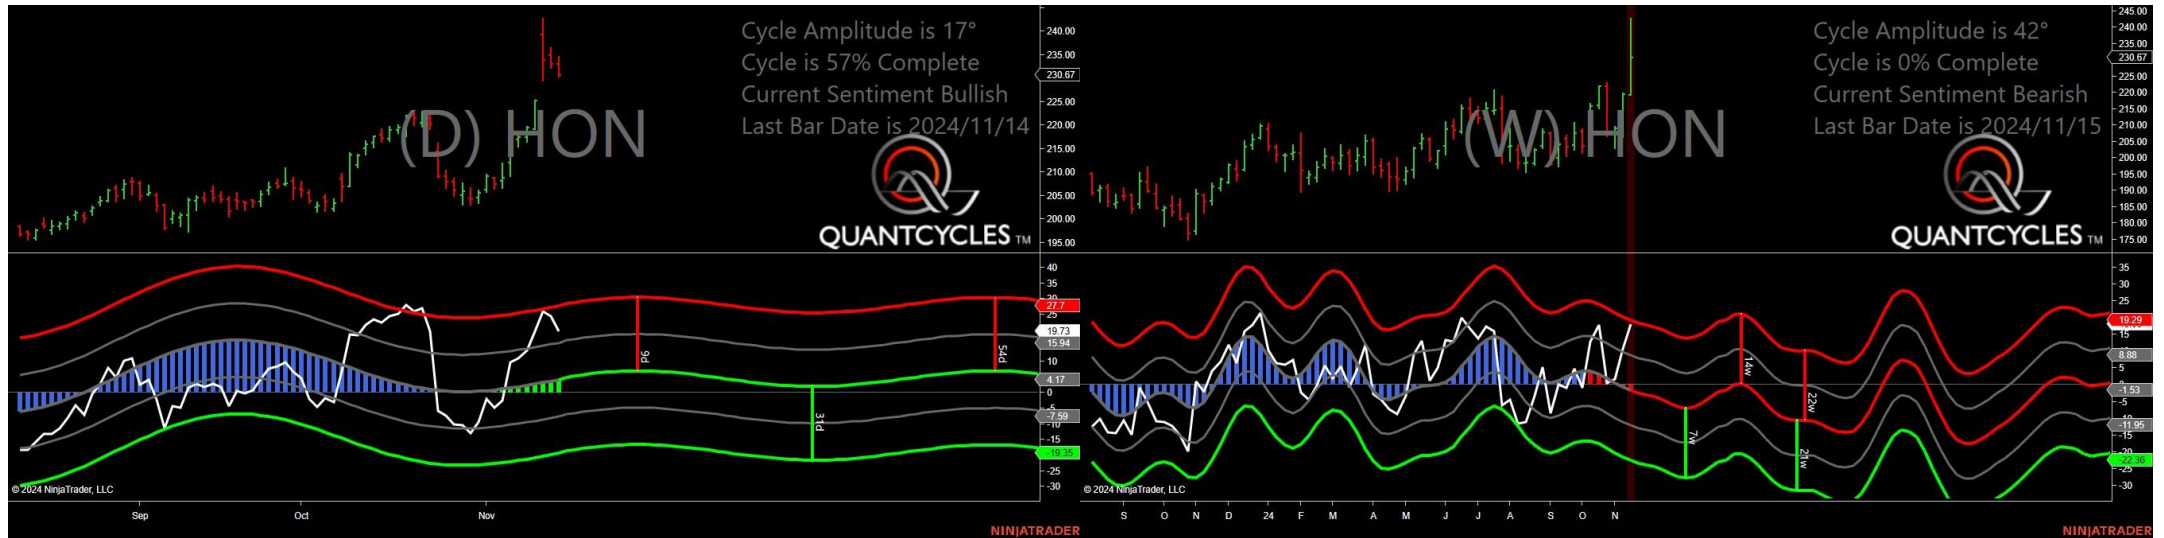 Cycle Amplitude is 17°
Cycle is 57% Complete
Current Sentiment Bullish
Last Bar Date is 2024/11/14
(D) HON
QUANTCYCLES TM
240.00
235.00
230.67
225.00
220.00
215.00
210.00
205.00
200.00
195.00
40
35
30
27.7
25
19.73
15.94
10
4.17
0
-5
-7.59
-10
-15
-19.35
-25
-30
9d
31d
54d
© 2024 NinjaTrader, LLC
Sep Oct Nov
NINJATRADER
Cycle Amplitude is 42°
Cycle is 0% Complete
Current Sentiment Bearish
Last Bar Date is 2024/11/15
(W) HON
QUANTCYCLES TM
245.00
240.00
235.00
230.67
225.00
220.00
215.00
210.00
205.00
200.00
195.00
190.00
185.00
180.00
175.00
35
30
25
19.29
15
10
8.88
5
0
-1.53
-5
-10
-11.95
-15
-20
-22.36
-25
-30
7w
14w
21w
22w
© 2024 NinjaTrader, LLC
S O N D 24 F M A M J J A S O N
NINJATRADER